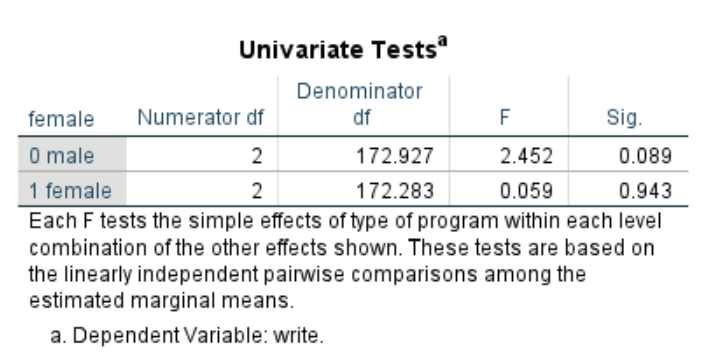 Univariate Testsa
Denominator
female Numerator df df F Sig.
0 male 2 172.927 2.452 0.089
1 female 2 172.283 0.059 0.943
Each F tests the simple effects of type of program within each level
combination of the other effects shown. These tests are based on
the linearly independent pairwise comparisons among the
estimated marginal means.
a. Dependent Variable: write.